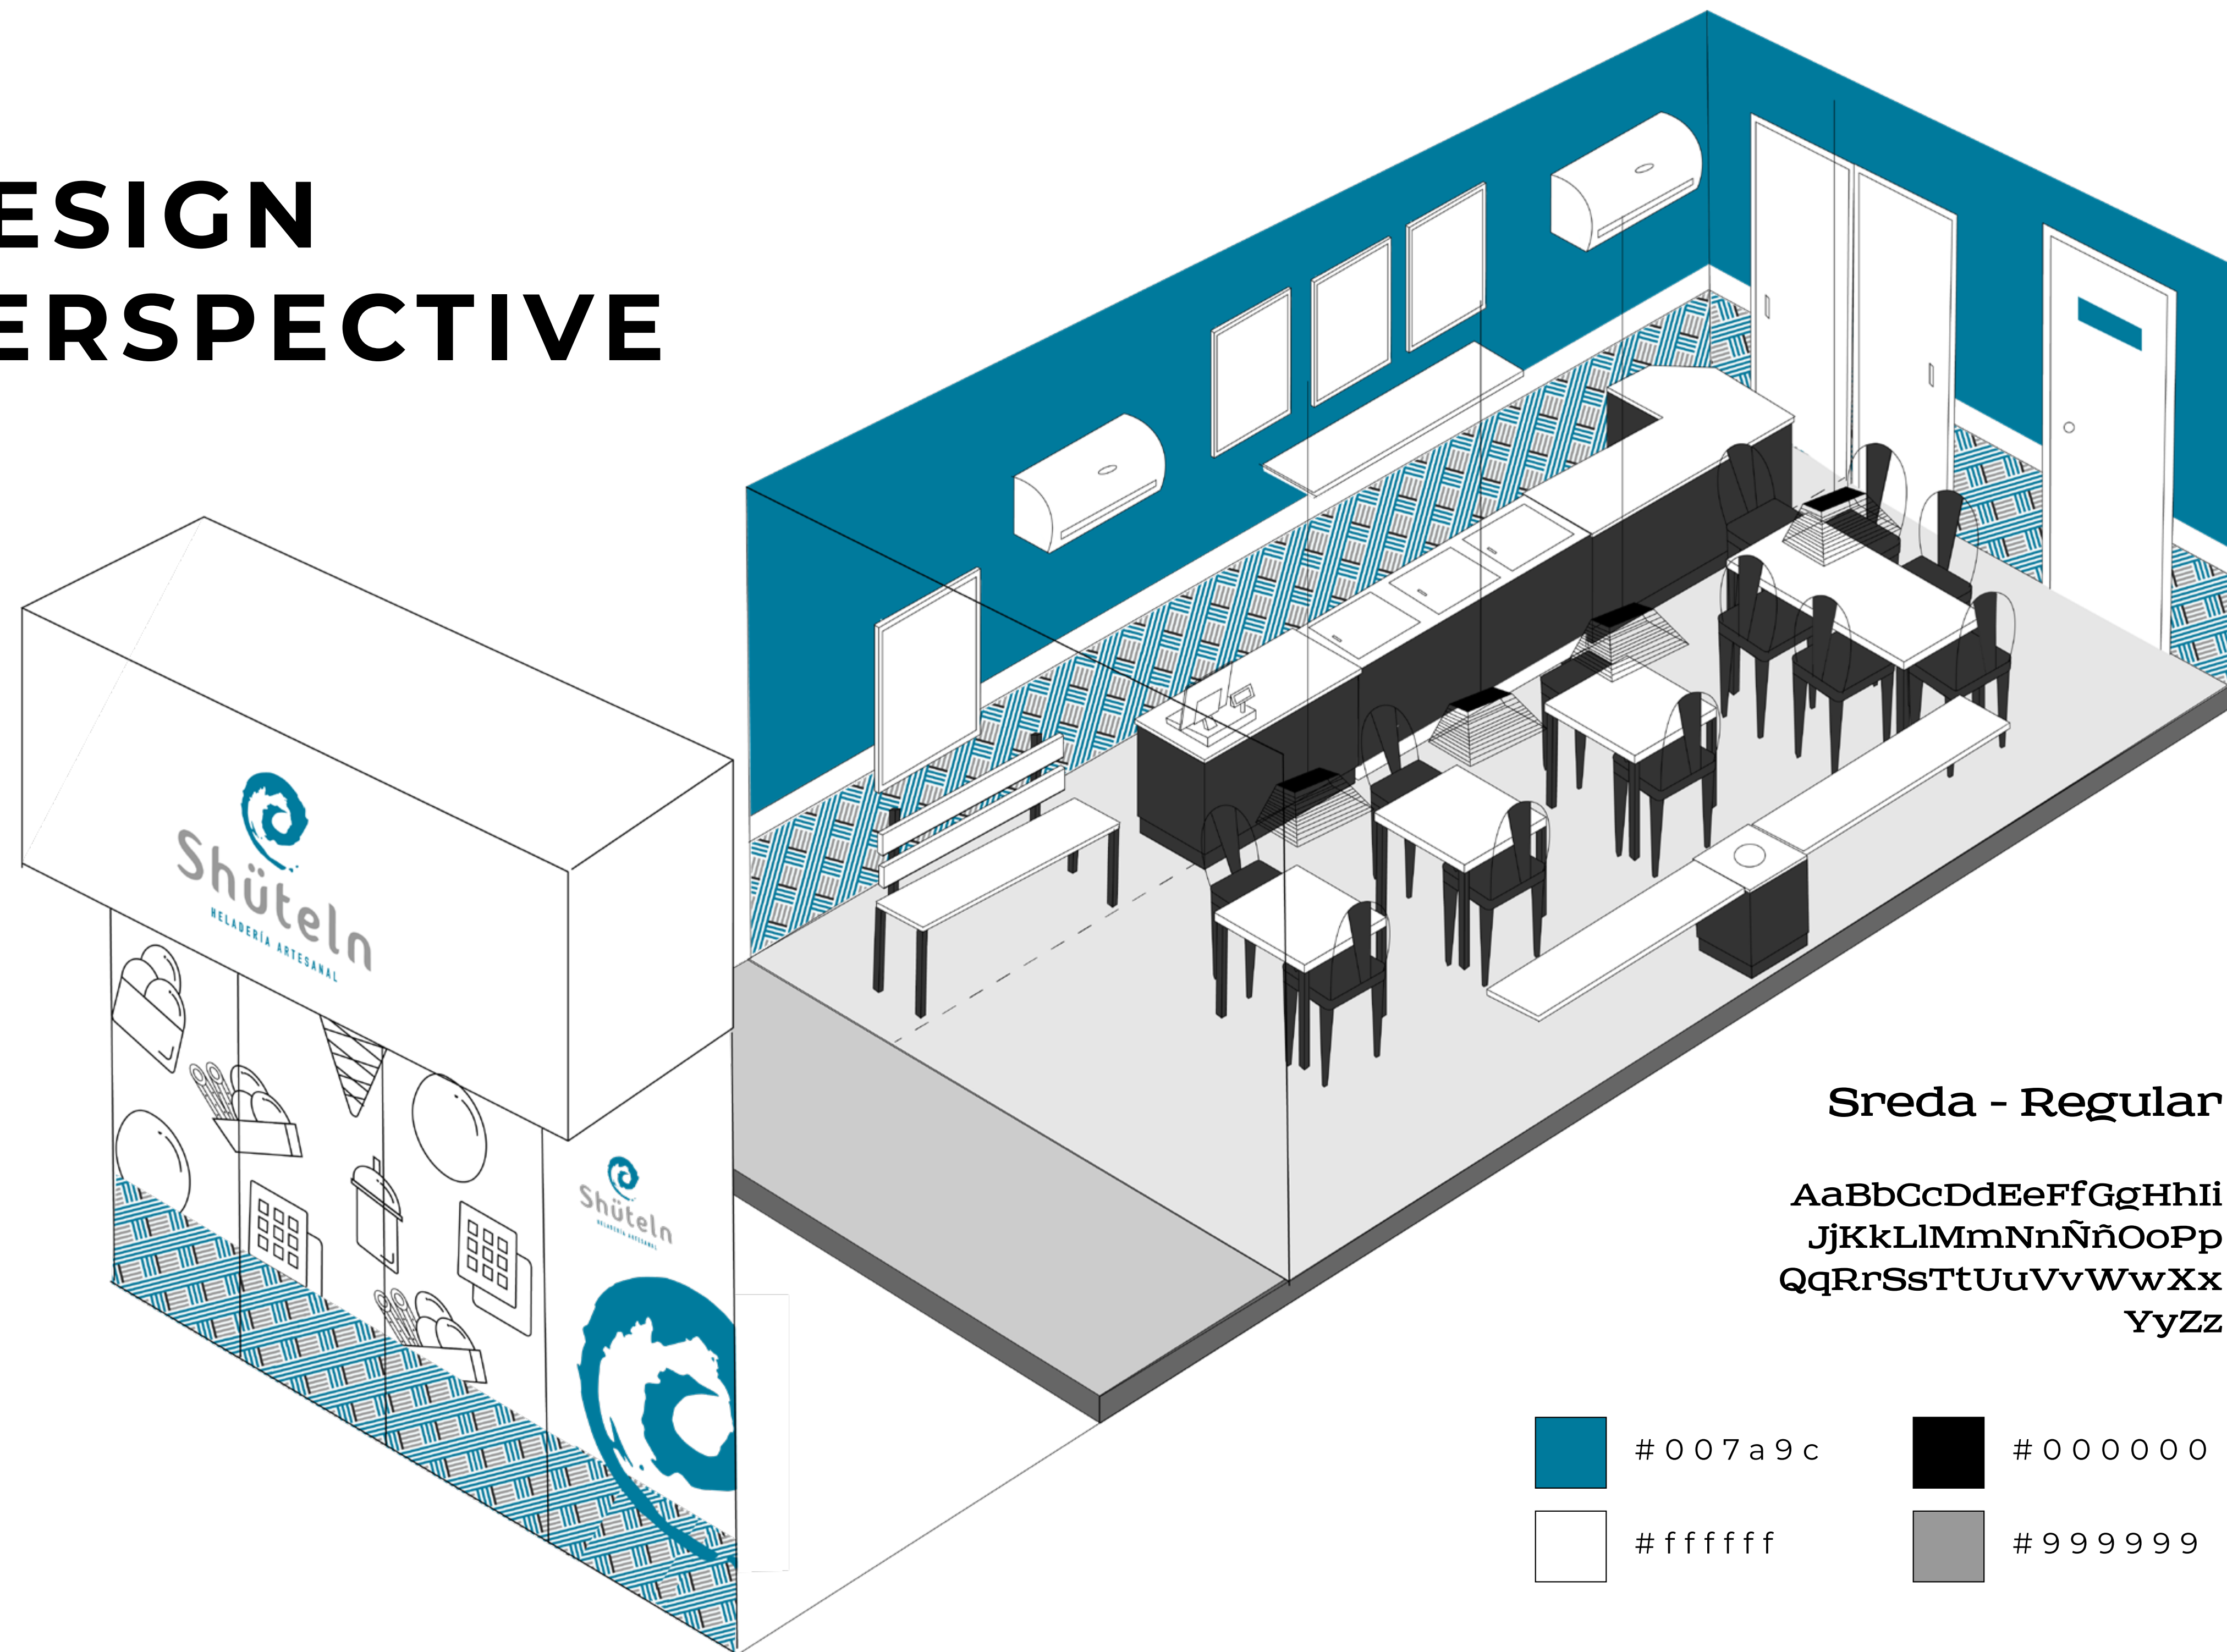 ESIGN
ERSPECTIVE
Shüteln
HELADERÍA ARTESANAL
Shüteln
HELADERÍA ARTESANAL
Sreda - Regular
AaBbCcDdEeFfGgHhIi
JjKkLlMmNnÑñOoPp
QqRrSsTtUuVvWwXx
YyZz
#007a9c
#000000
#ffffff
#999999